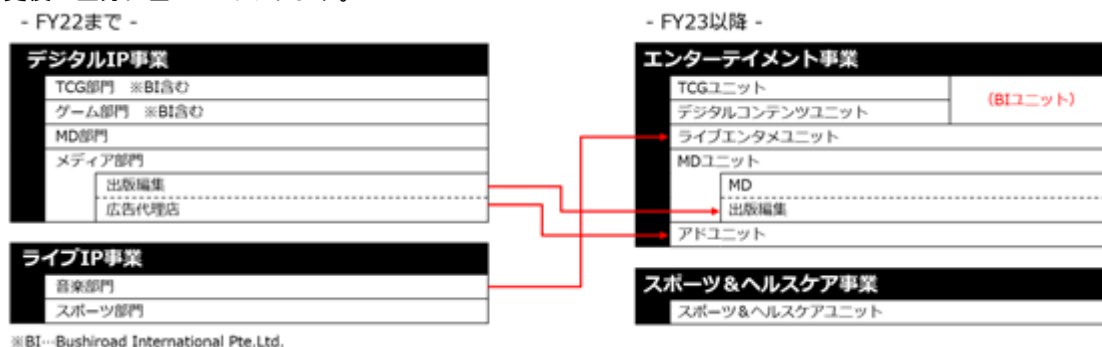 - FY22まで -
デジタルIP事業
TCG部門 ※BI含む
ゲーム部門 ※BI含む
MD部門
メディア部門
出版編集
広告代理店
ライブIP事業
音楽部門
スポーツ部門
※BI…Bushiroad International Pte.Ltd.
- FY23以降 -
エンターテイメント事業
TCGユニット
(BIユニット)
デジタルコンテンツユニット
ライブエンタメユニット
MDユニット
MD
出版編集
アドユニット
スポーツ&ヘルスケア事業
スポーツ&ヘルスケアユニット